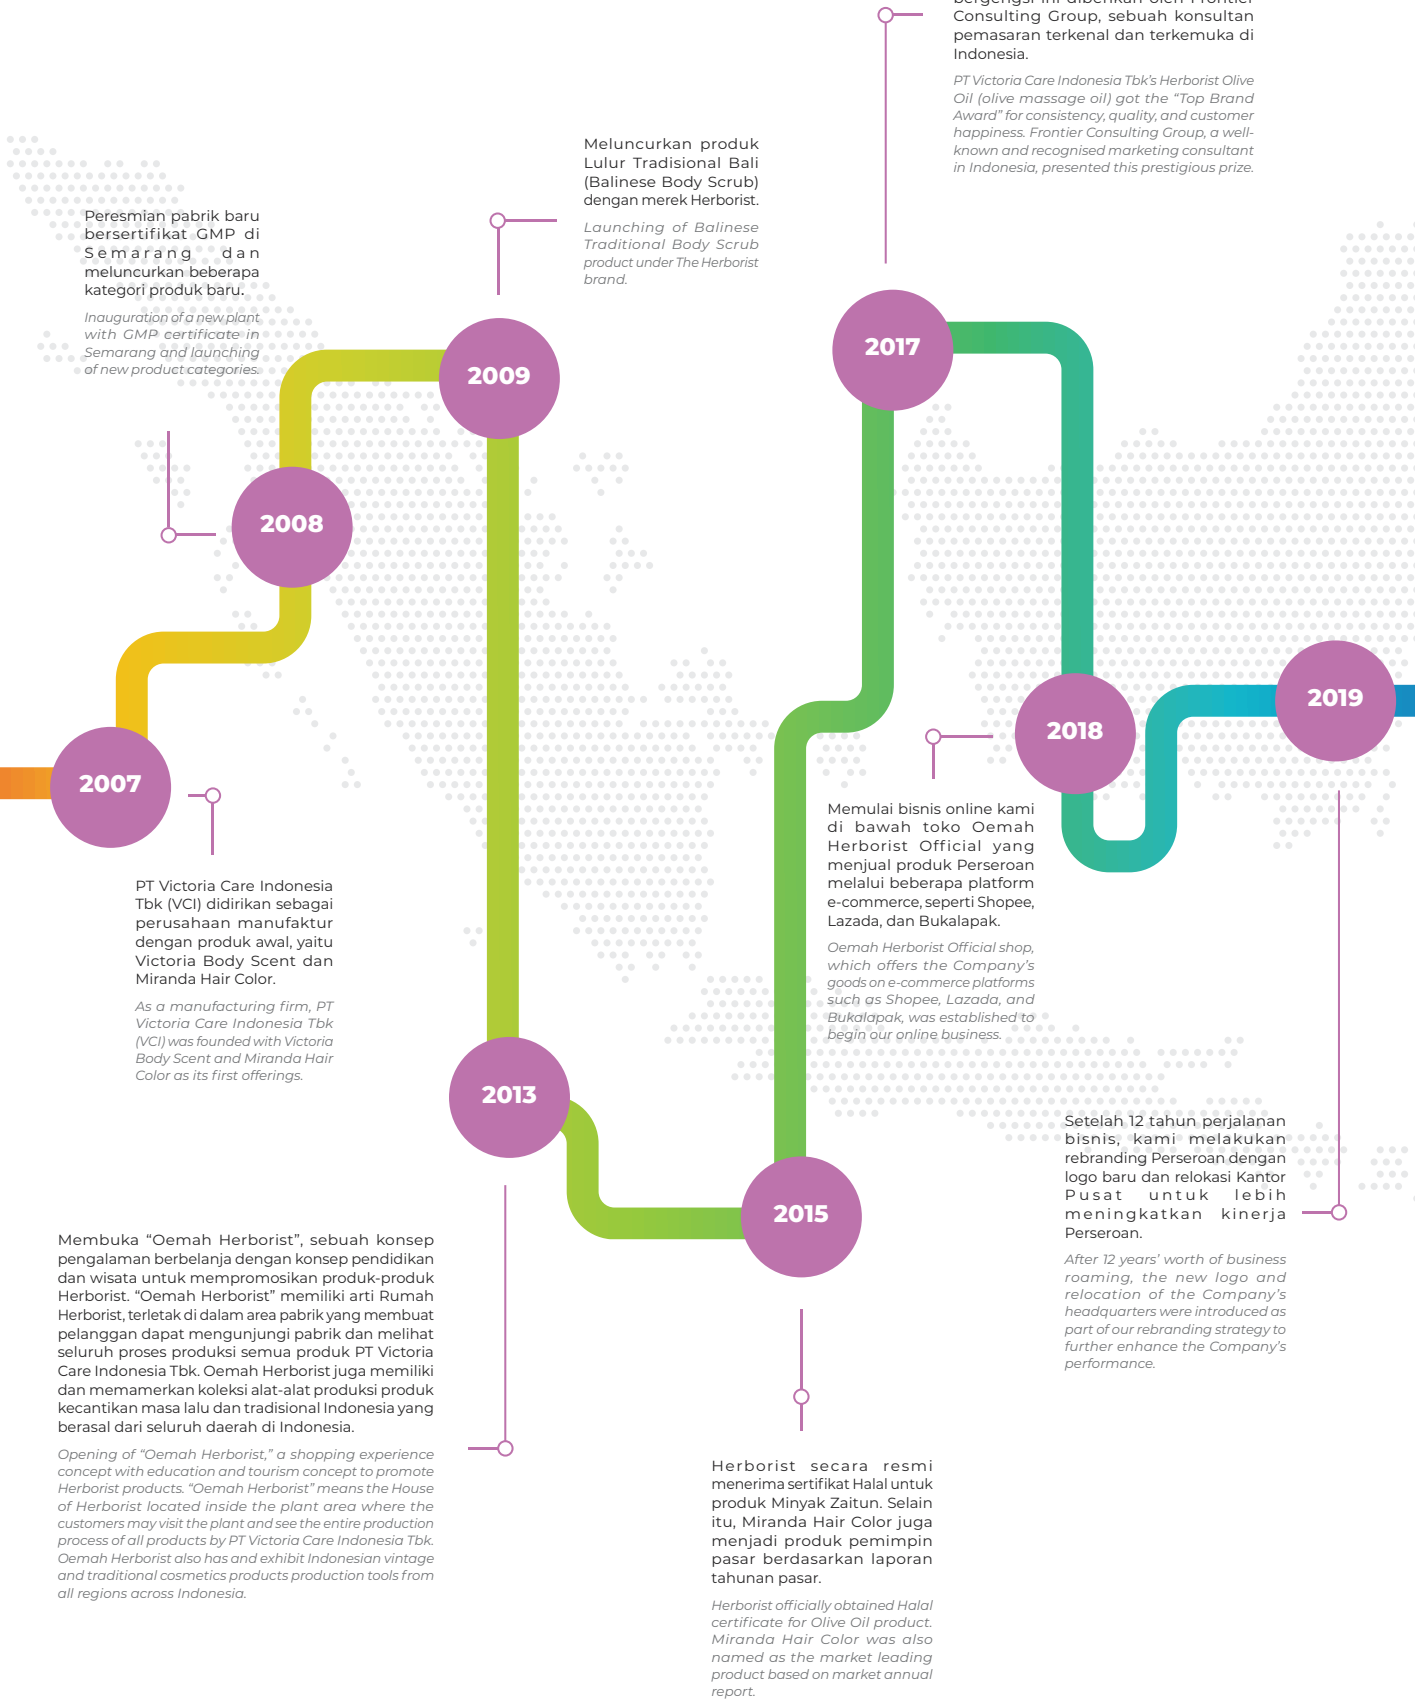 bergengsi ini diberikan oleh Frontier
Consulting Group, sebuah konsultan
pemasaran terkenal dan terkemuka di
Indonesia.
PT Victoria Care Indonesia Tbk's Herborist Olive
Oil (olive massage oil) got the “Top Brand
Award” for consistency, quality, and customer
happiness. Frontier Consulting Group, a well-
known and recognised marketing consultant
in Indonesia, presented this prestigious prize.
Meluncurkan produk
Lulur Tradisional Bali
(Balinese Body Scrub)
dengan merek Herborist.
Launching of Balinese
Traditional Body Scrub
product under The Herborist
brand.
Peresmian pabrik baru
bersertifikat GMP di
Semarang dan
meluncurkan beberapa
kategori produk baru.
Inauguration of a new plant
with GMP certificate in
Semarang and launching
of new product categories.
2017
2009
2008
2019
2018
2007
Memulai bisnis online kami
di bawah toko Oemah
Herborist Official yang
menjual produk Perseroan
melalui beberapa platform
e-commerce, seperti Shopee,
Lazada, dan Bukalapak.
Oemah Herborist Official shop,
which offers the Company's
goods on e-commerce platforms
such as Shopee, Lazada, and
Bukalapak, was established to
begin our online business.
PT Victoria Care Indonesia
Tbk (VCI) didirikan sebagai
perusahaan manufaktur
dengan produk awal, yaitu
Victoria Body Scent dan
Miranda Hair Color.
As a manufacturing firm, PT
Victoria Care Indonesia Tbk
(VCI) was founded with Victoria
Body Scent and Miranda Hair
Color as its first offerings.
2013
2015
Setelah 12 tahun perjalanan
bisnis, kami melakukan
rebranding Perseroan dengan
logo baru dan relokasi Kantor
Pusat untuk lebih
meningkatkan kinerja
Perseroan.
After 12 years' worth of business
roaming, the new logo and
relocation of the Company's
headquarters were introduced as
part of our rebranding strategy to
further enhance the Company's
performance.
Membuka “Oemah Herborist”, sebuah konsep
pengalaman berbelanja dengan konsep pendidikan
dan wisata untuk mempromosikan produk-produk
Herborist. “Oemah Herborist” memiliki arti Rumah
Herborist, terletak di dalam area pabrik yang membuat
pelanggan dapat mengunjungi pabrik dan melihat
seluruh proses produksi semua produk PT Victoria
Care Indonesia Tbk. Oemah Herborist juga memiliki
dan memamerkan koleksi alat-alat produksi produk
kecantikan masa lalu dan tradisional Indonesia yang
berasal dari seluruh daerah di Indonesia.
Opening of “Oemah Herborist,” a shopping experience
concept with education and tourism concept to promote
Herborist products. “Oemah Herborist” means the House
of Herborist located inside the plant area where the
customers may visit the plant and see the entire production
process of all products by PT Victoria Care Indonesia Tbk.
Oemah Herborist also has and exhibit Indonesian vintage
and traditional cosmetics products production tools from
all regions across Indonesia.
Herborist secara resmi
menerima sertifikat Halal untuk
produk Minyak Zaitun. Selain
itu, Miranda Hair Color juga
menjadi produk pemimpin
pasar berdasarkan laporan
tahunan pasar.
Herborist officially obtained Halal
certificate for Olive Oil product.
Miranda Hair Color was also
named as the market leading
product based on market annual
report.